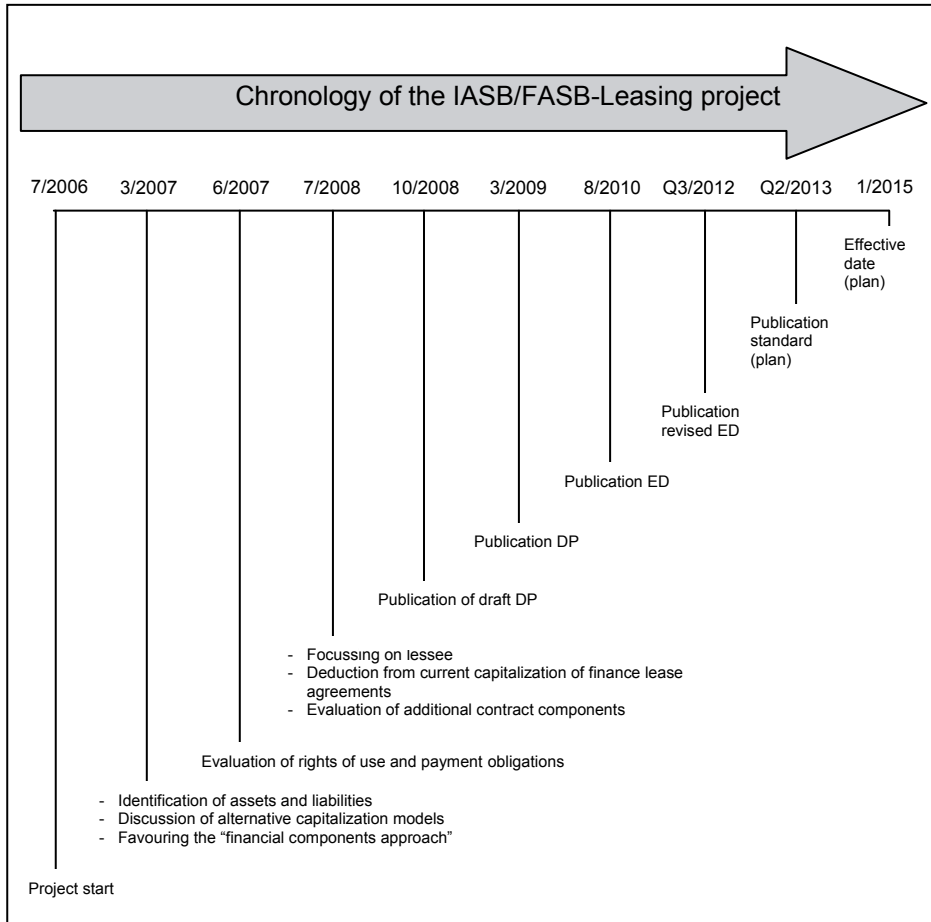 Chronology of the IASB/FASB-Leasing project
7/2006 3/2007 6/2007 7/2008 10/2008 3/2009 8/2010 Q3/2012 Q2/2013 1/2015
Effective
date
(plan)
Publication
standard
(plan)
Publication
revised ED
Publication ED
Publication DP
Publication of draft DP
- Focussing on lessee
- Deduction from current capitalization of finance lease
agreements
- Evaluation of additional contract components
Evaluation of rights of use and payment obligations
- Identification of assets and liabilities
- Discussion of alternative capitalization models
- Favouring the “financial components approach”
Project start